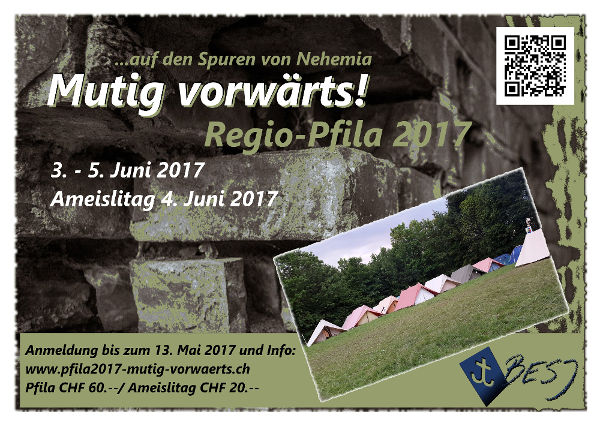 ...auf den Spuren von Nehemia
Mutig vorwärts!
Regio-Pfila 2017
3. - 5. Juni 2017
Ameislitag 4. Juni 2017
Anmeldung bis zum 13. Mai 2017 und Info:
www.pfila2017-mutig-vorwaerts.ch
Pfila CHF 60.--/ Ameislitag CHF 20.--
BESJ